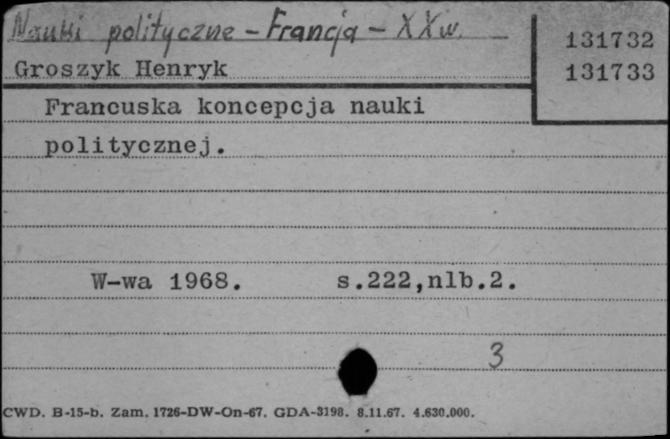 Nauki polityczne - Francja - XX w.
131732
Groszyk Henryk
131733
Francuska koncepcja nauki
politycznej.
W-wa 1968. s.222,nlb.2.
3
CWD. B-15-b. Zam. 1726-DW-On-67. GDA-3198. 8.11.67. 4.630.000.